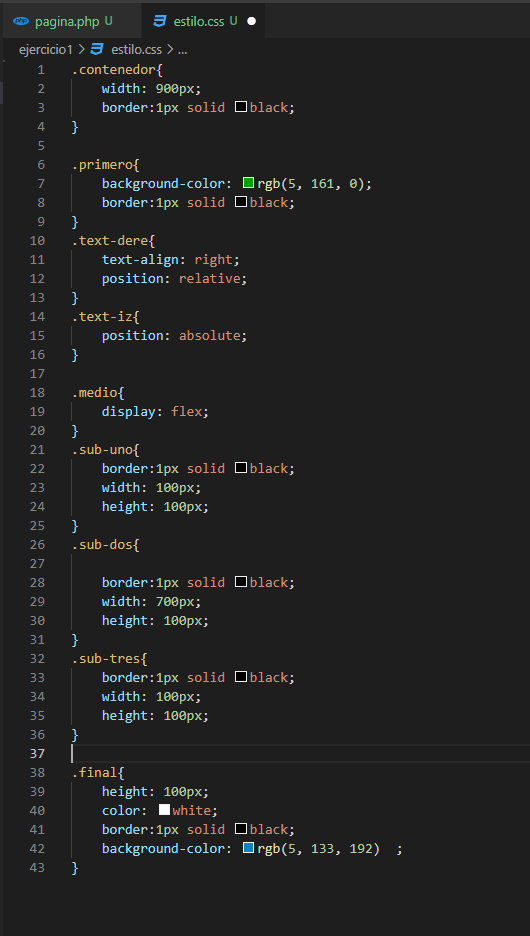 pagina.php U
estilo.css U
ejercicio1 > estilo.css > ...
1 .contenedor{
2 width: 900px;
3 border:1px solid black;
4 }
5
6 .primero{
7 background-color: rgb(5, 161, 0);
8 border:1px solid black;
9 }
10 .text-dere{
11 text-align: right;
12 position: relative;
13 }
14 .text-iz{
15 position: absolute;
16 }
17
18 .medio{
19 display: flex;
20 }
21 .sub-uno{
22 border:1px solid black;
23 width: 100px;
24 height: 100px;
25 }
26 .sub-dos{
27
28 border:1px solid black;
29 width: 700px;
30 height: 100px;
31 }
32 .sub-tres{
33 border:1px solid black;
34 width: 100px;
35 height: 100px;
36 }
37
38 .final{
39 height: 100px;
40 color: white;
41 border:1px solid black;
42 background-color: rgb(5, 133, 192)  ;
43 }